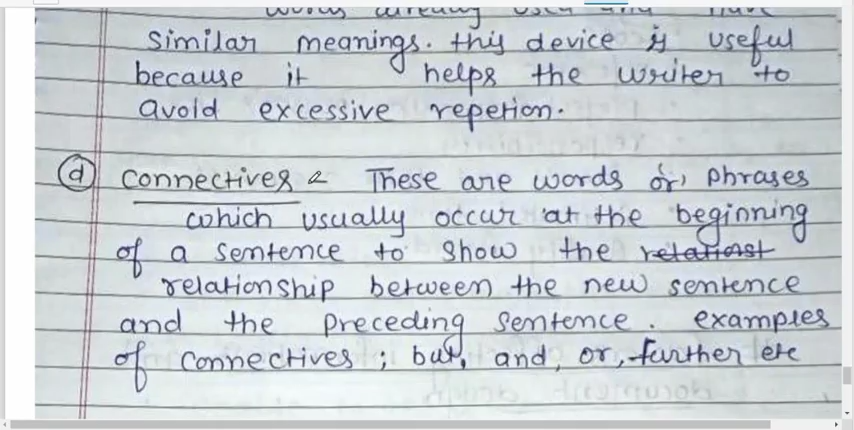 similar meanings. this device is useful
because it helps the writer to
avoid excessive repetion.
(d) connectives :- These are words or, phrases
which usually occur at the beginning
of a sentence to show the relationst
relationship between the new sentence
and the preceding sentence. examples
of connectives ; but, and, or, further etc